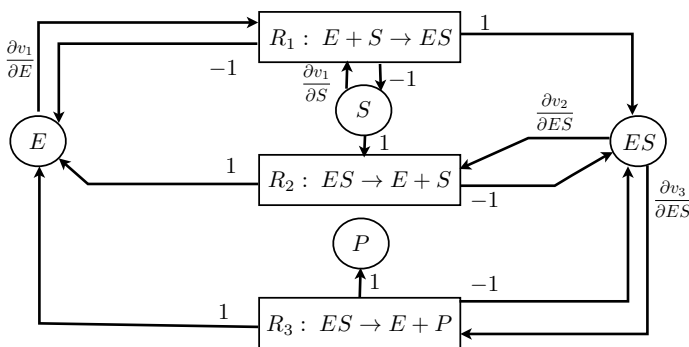 1
R₁ : E + S → ES
∂v₁/∂E
−1
∂v₁/∂S
−1
S
∂v₂/∂ES
E
ES
1
1
R₂ : ES → E + S
−1
∂v₃/∂ES
P
−1
1
1
R₃ : ES → E + P